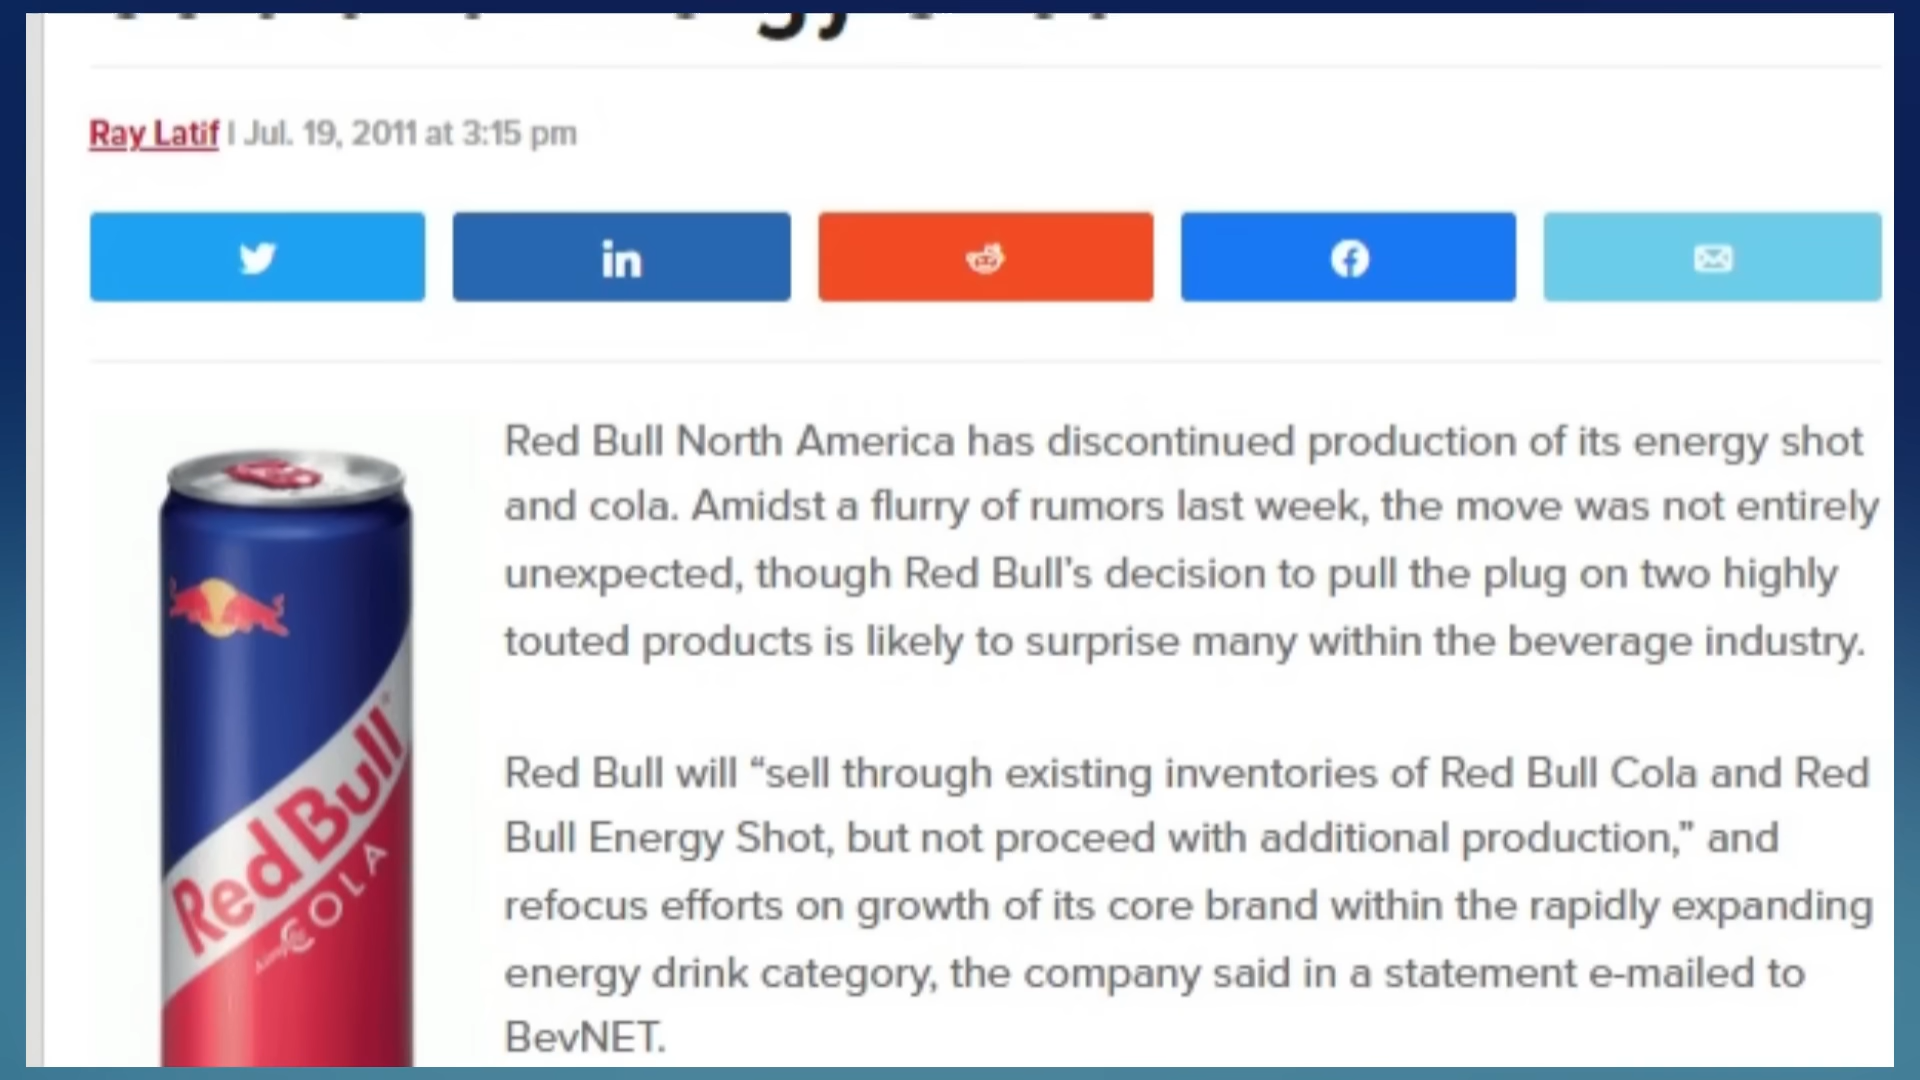 Ray Latif | Jul. 19, 2011 at 3:15 pm
in
Red Bull North America has discontinued production of its energy shot
and cola. Amidst a flurry of rumors last week, the move was not entirely
unexpected, though Red Bull’s decision to pull the plug on two highly
touted products is likely to surprise many within the beverage industry.
Red Bull will “sell through existing inventories of Red Bull Cola and Red
Bull Energy Shot, but not proceed with additional production,” and
refocus efforts on growth of its core brand within the rapidly expanding
energy drink category, the company said in a statement e-mailed to
BevNET.
Red Bull
COLA